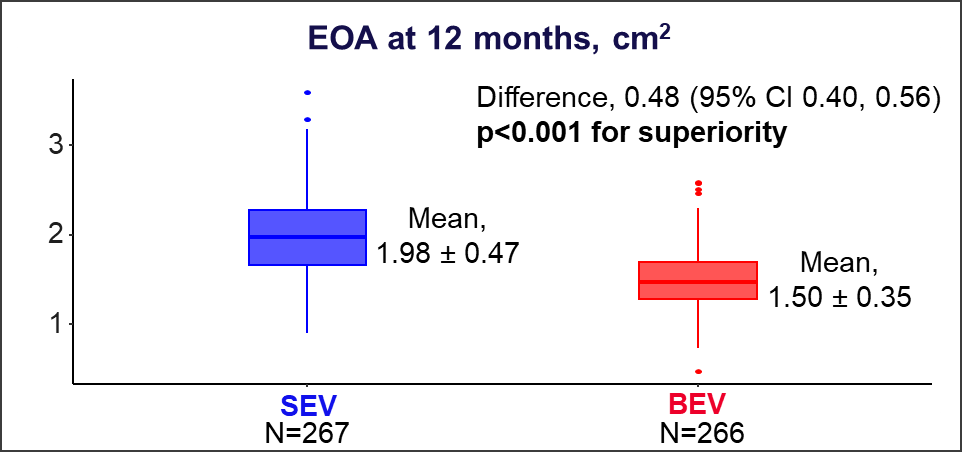 EOA at 12 months, cm²
Difference, 0.48 (95% CI 0.40, 0.56)
p<0.001 for superiority
3
2
1
Mean,
1.98 ± 0.47
Mean,
1.50 ± 0.35
SEV
N=267
BEV
N=266